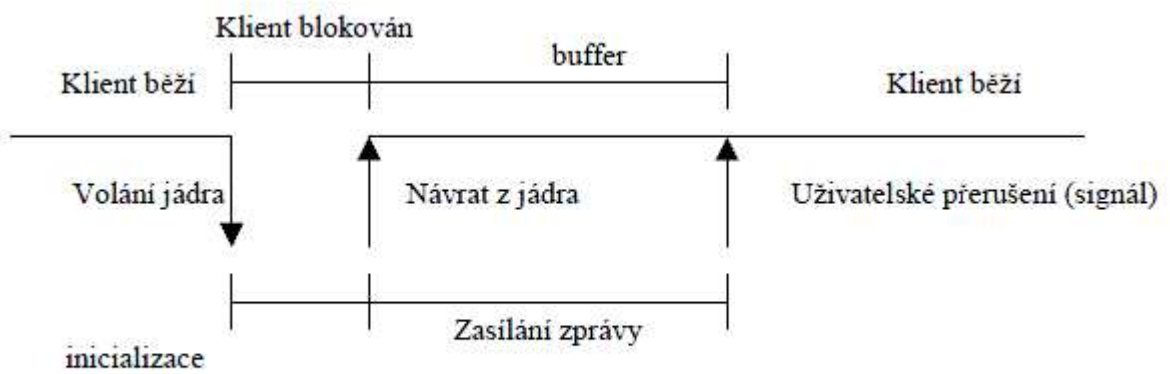 Klient blokován
buffer
Klient běží
Klient běží
Volání jádra
Návrat z jádra
Uživatelské přerušení (signál)
Zasílání zprávy
inicializace